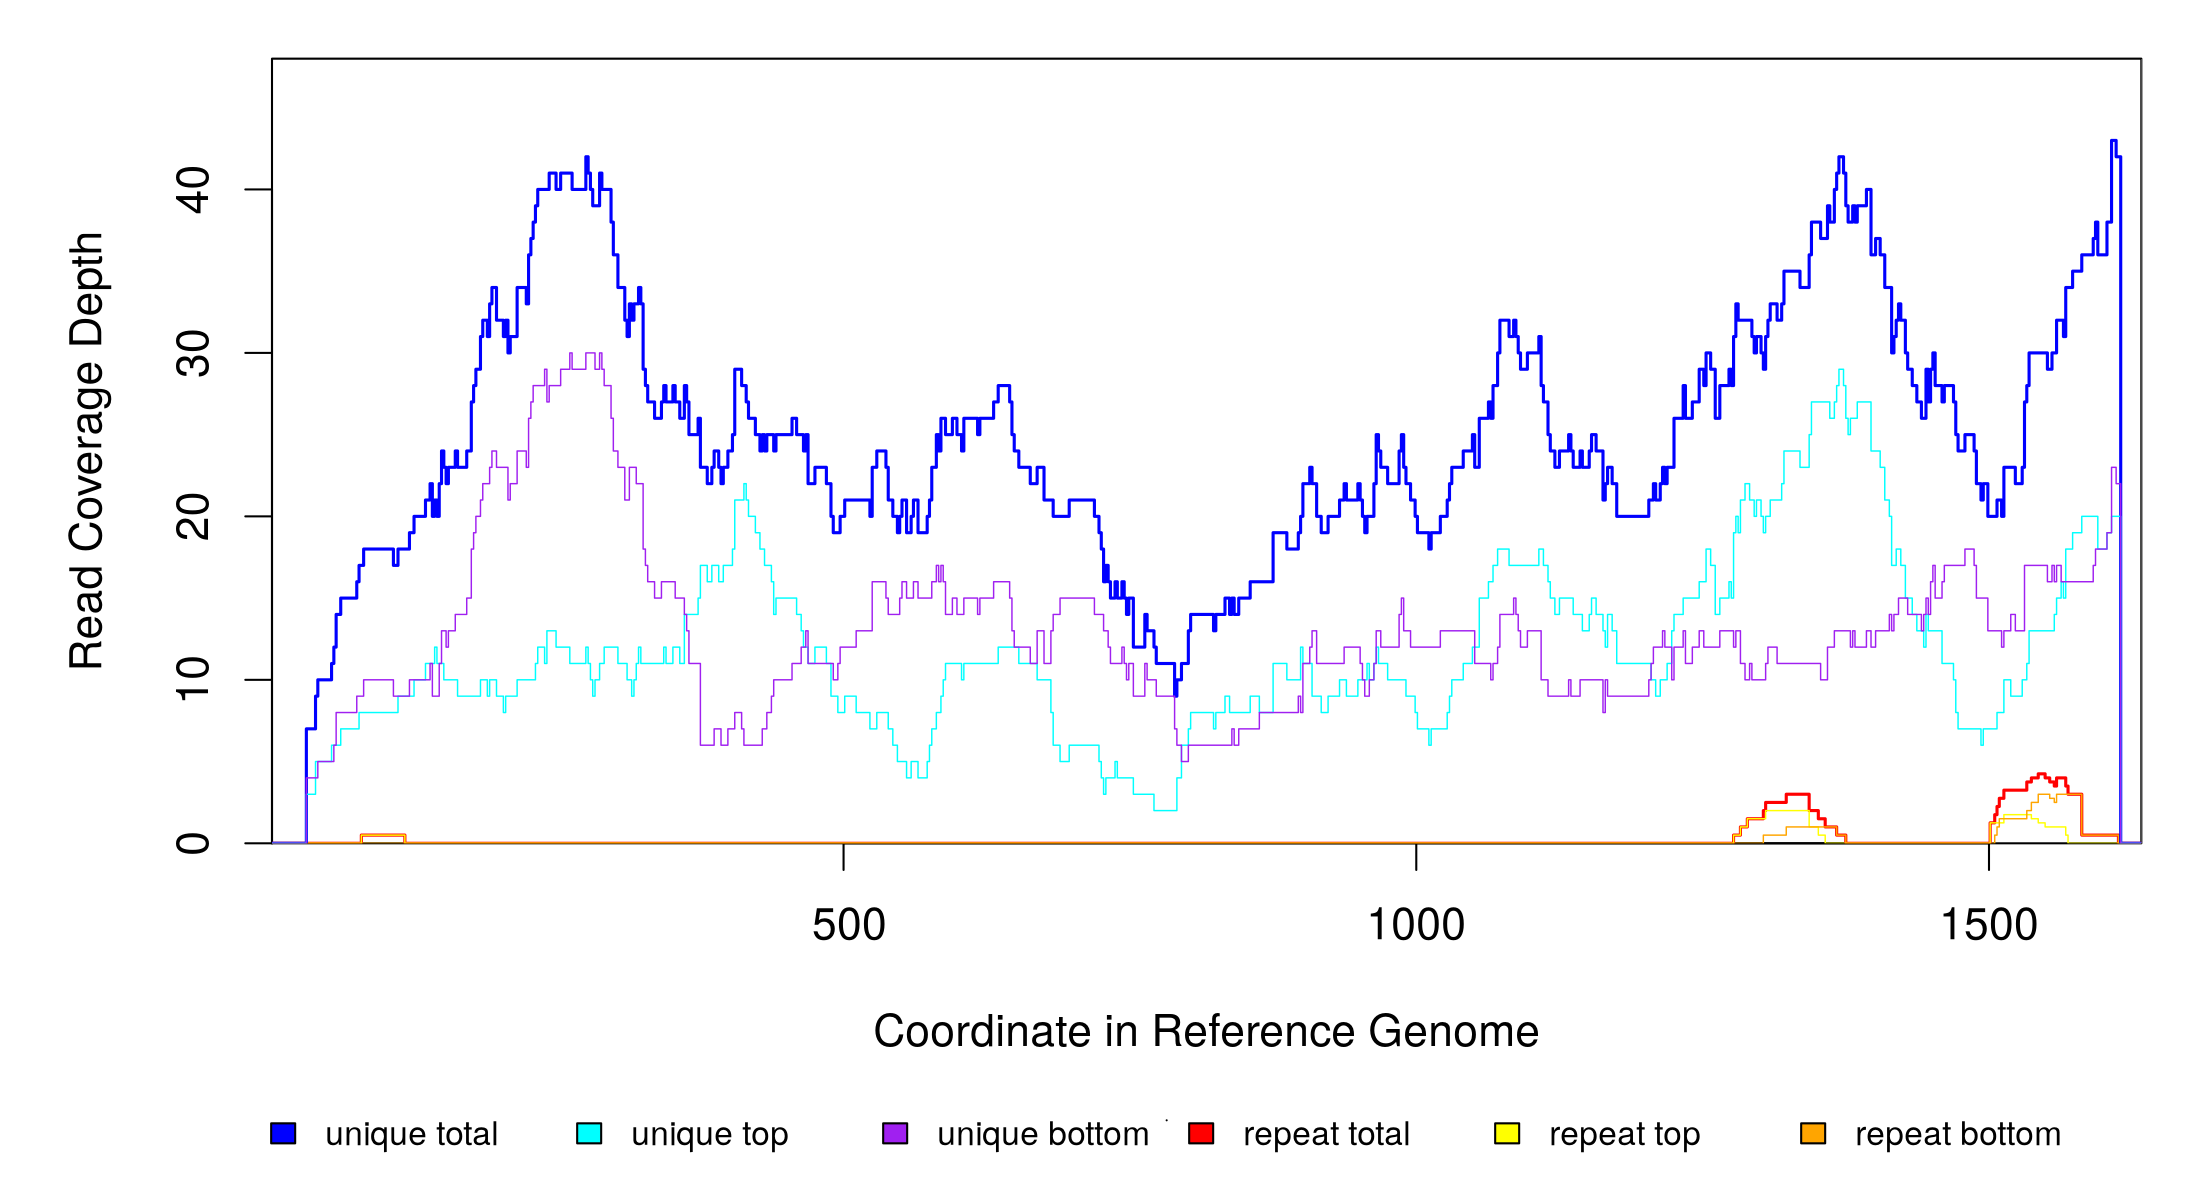 Read Coverage Depth
40
30
20
10
0
500 1000 1500
Coordinate in Reference Genome
unique total unique top unique bottom repeat total repeat top repeat bottom